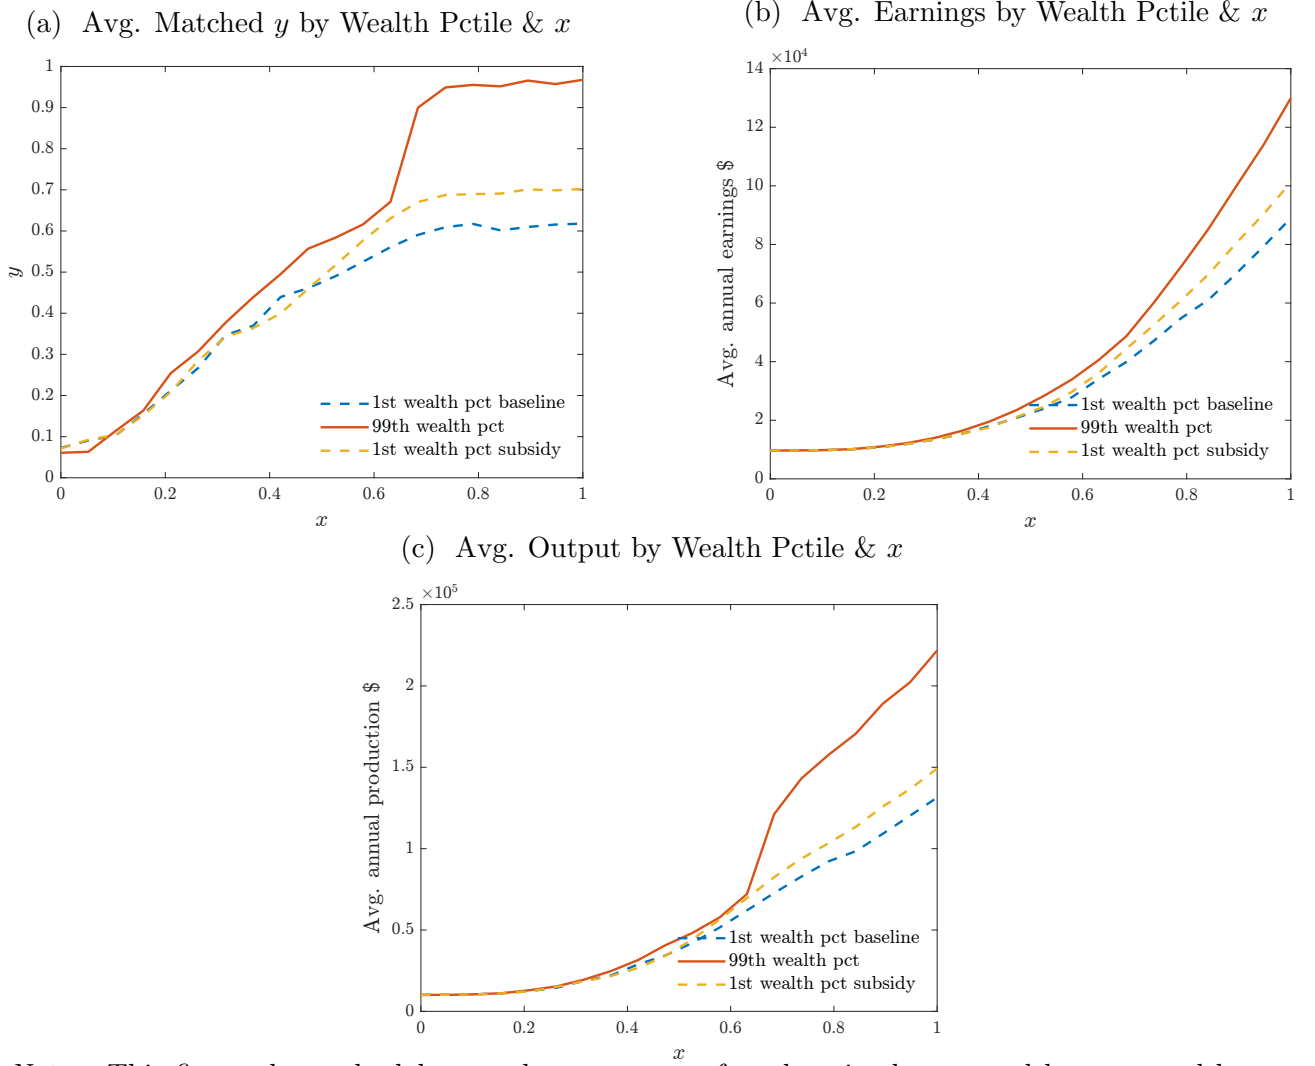 (a) Avg. Matched y by Wealth Pctile & x
1
0.9
0.8
0.7
0.6
0.5
0.4
0.3
0.2
0.1
0
y
1st wealth pct baseline
99th wealth pct
1st wealth pct subsidy
0 0.2 0.4 0.6 0.8 1
x
(b) Avg. Earnings by Wealth Pctile & x
×10⁴
14
12
10
8
6
4
2
0
Avg. annual earnings $
1st wealth pct baseline
99th wealth pct
1st wealth pct subsidy
0 0.2 0.4 0.6 0.8 1
x
(c) Avg. Output by Wealth Pctile & x
×10⁵
2.5
2
1.5
1
0.5
0
Avg. annual production $
1st wealth pct baseline
99th wealth pct
1st wealth pct subsidy
0 0.2 0.4 0.6 0.8 1
x